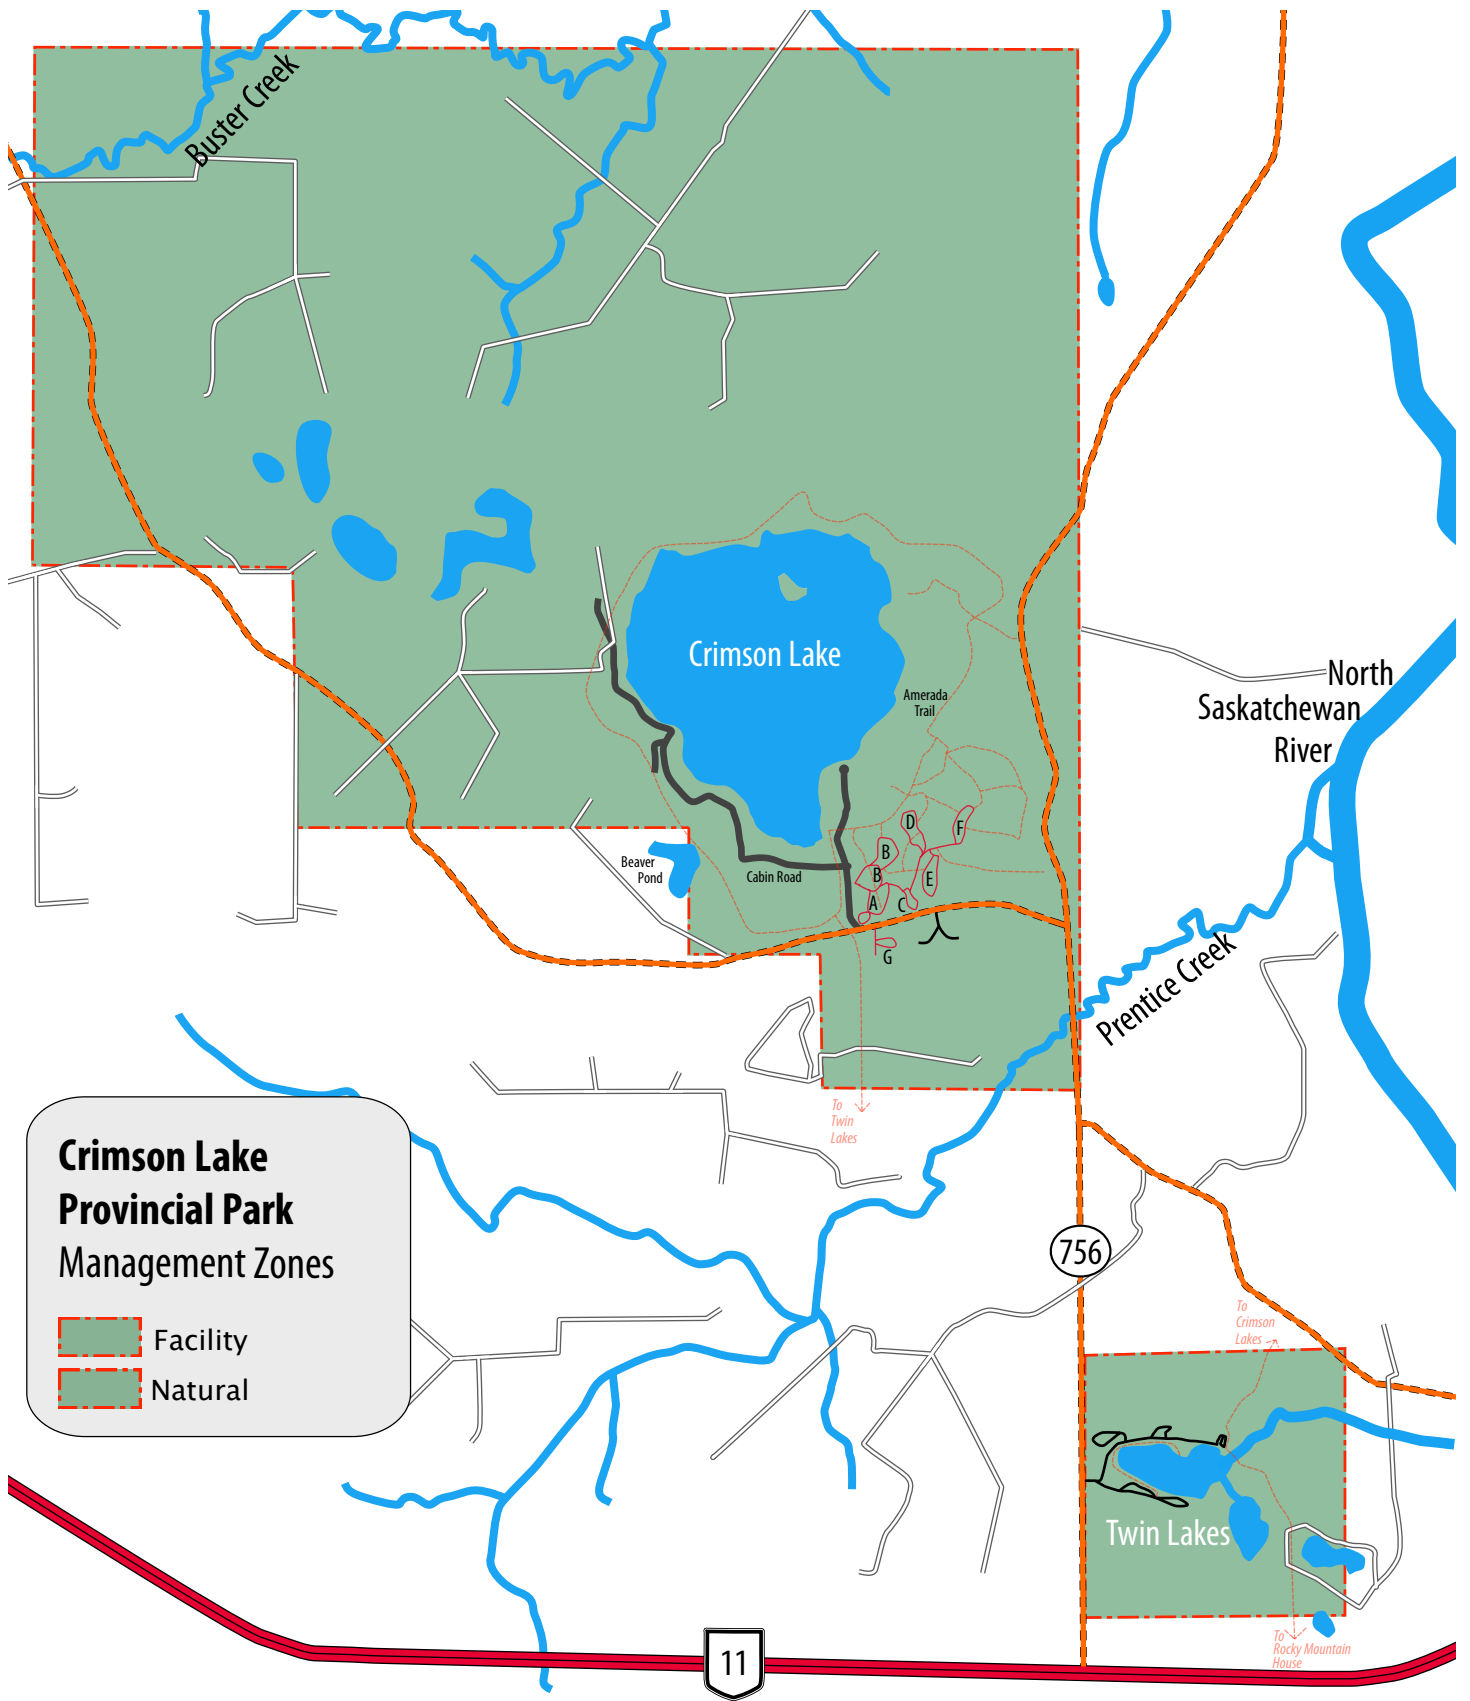 Buster Creek
Crimson Lake
Amerada
Trail
North
Saskatchewan
River
D
F
B
B
E
A
C
Beaver
Pond
Cabin Road
G
Prentice Creek
To
Twin
Lakes
Crimson Lake
Provincial Park
Management Zones
Facility
Natural
756
To
Crimson
Lakes
Twin Lakes
To
Rocky Mountain
House
11